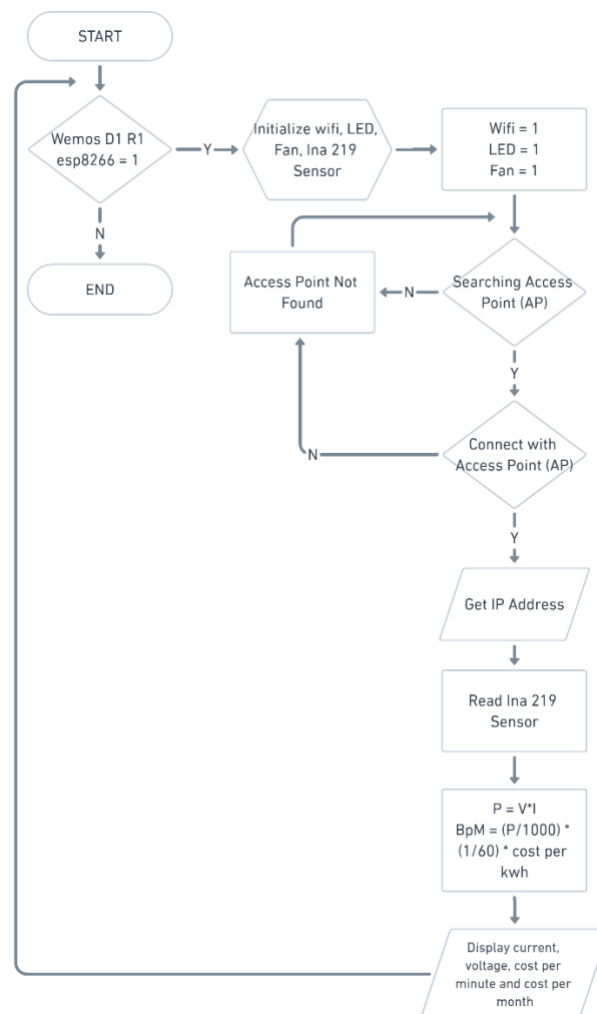 START
Wemos D1 R1
esp8266 = 1
Y
Initialize wifi, LED,
Fan, Ina 219
Sensor
Wifi = 1
LED = 1
Fan = 1
N
END
Access Point Not
Found
N
Searching Access
Point (AP)
Y
N
Connect with
Access Point (AP)
Y
Get IP Address
Read Ina 219
Sensor
P = V*I
BpM = (P/1000) *
(1/60) * cost per
kwh
Display current,
voltage, cost per
minute and cost per
month